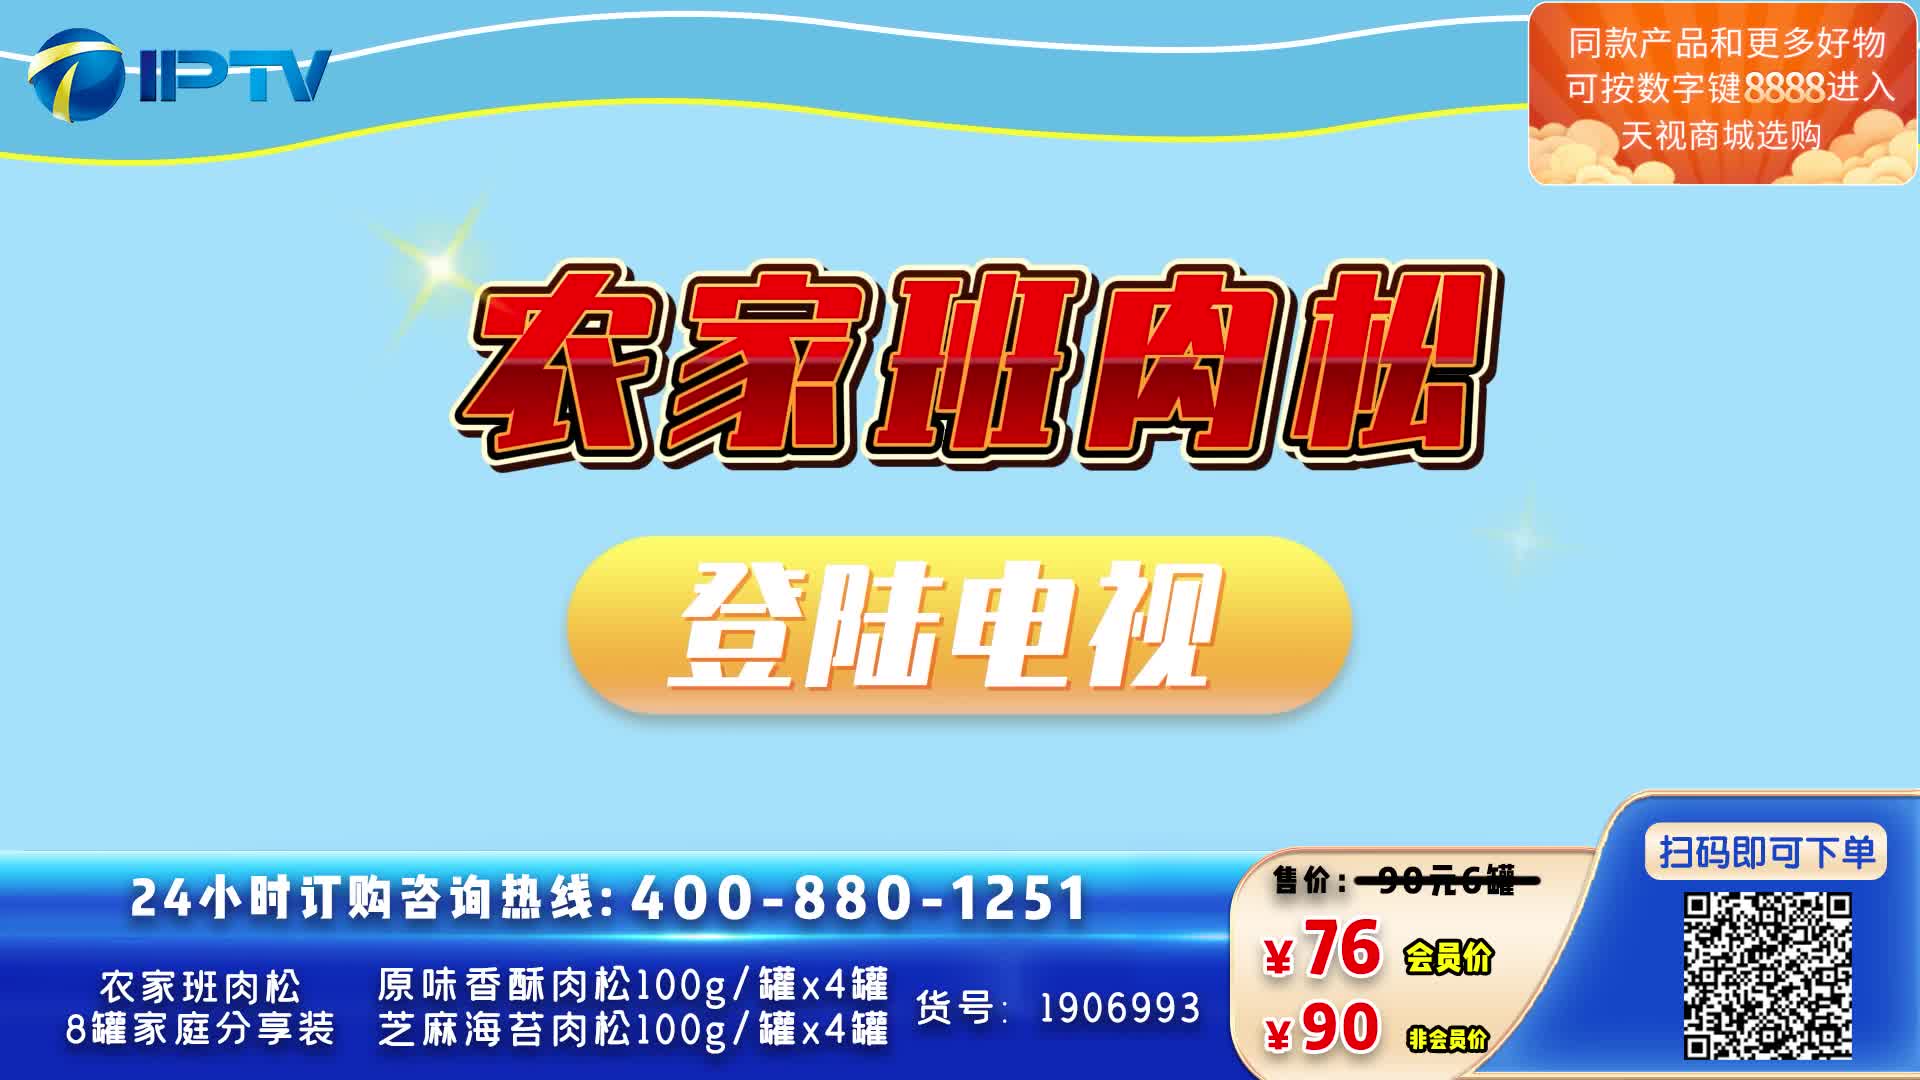 IPTV
同款产品和更多好物
可按数字键8888进入
天视商城选购
农家班肉松
登陆电视
24小时订购咨询热线:400-880-1251
农家班肉松
8罐家庭分享装
原味香酥肉松100g/罐x4罐
芝麻海苔肉松100g/罐x4罐
货号: 1906993
售价:90元6罐
¥76 会员价
¥90 非会员价
扫码即可下单